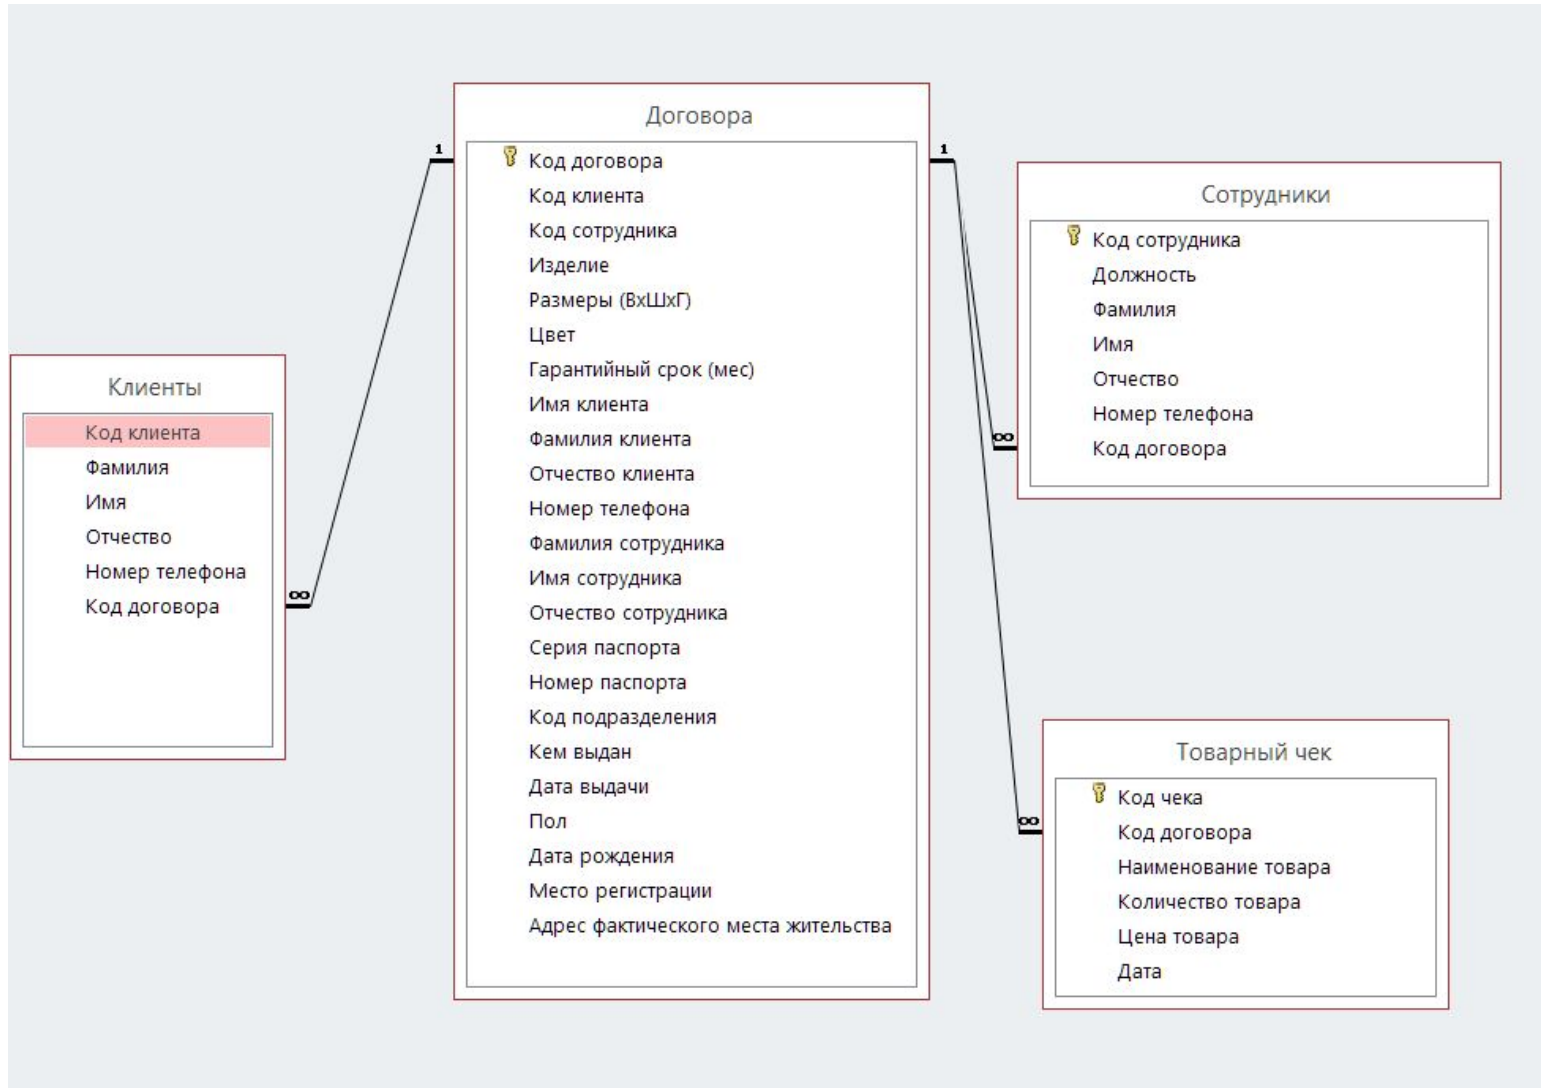 Договора
Код договора
Код клиента
Код сотрудника
Изделие
Размеры (ВхШхГ)
Цвет
Гарантийный срок (мес)
Имя клиента
Фамилия клиента
Отчество клиента
Номер телефона
Фамилия сотрудника
Имя сотрудника
Отчество сотрудника
Серия паспорта
Номер паспорта
Код подразделения
Кем выдан
Дата выдачи
Пол
Дата рождения
Место регистрации
Адрес фактического места жительства
1
1
Клиенты
Код клиента
Фамилия
Имя
Отчество
Номер телефона
Код договора
∞
Сотрудники
Код сотрудника
Должность
Фамилия
Имя
Отчество
Номер телефона
Код договора
∞
Товарный чек
Код чека
Код договора
Наименование товара
Количество товара
Цена товара
Дата
∞